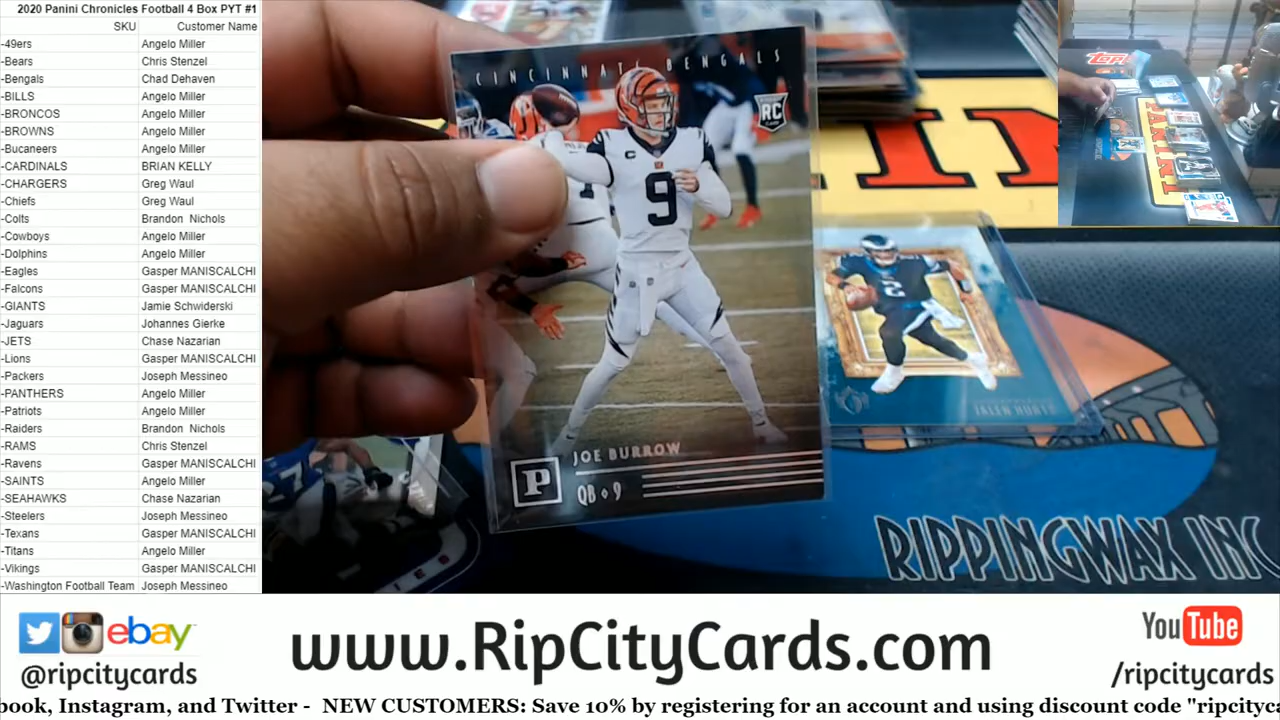 2020 Panini Chronicles Football 4 Box PYT #1
SKU Customer Name
-49ers Angelo Miller
-Bears Chris Stenzel
-Bengals Chad Dehaven
-BILLS Angelo Miller
-BRONCOS Angelo Miller
-BROWNS Angelo Miller
-Bucaneers Angelo Miller
-CARDINALS BRIAN KELLY
-CHARGERS Greg Waul
-Chiefs Greg Waul
-Colts Brandon Nichols
-Cowboys Angelo Miller
-Dolphins Angelo Miller
-Eagles Gasper MANISCALCHI
-Falcons Gasper MANISCALCHI
-GIANTS Jamie Schwiderski
-Jaguars Johannes Gierke
-JETS Chase Nazarian
-Lions Gasper MANISCALCHI
-Packers Joseph Messineo
-PANTHERS Angelo Miller
-Patriots Angelo Miller
-Raiders Brandon Nichols
-RAMS Chris Stenzel
-Ravens Gasper MANISCALCHI
-SAINTS Angelo Miller
-SEAHAWKS Chase Nazarian
-Steelers Joseph Messineo
-Texans Gasper MANISCALCHI
-Titans Angelo Miller
-Vikings Gasper MANISCALCHI
-Washington Football Team Joseph Messineo
CINCINNATI BENGALS
RC
9
P
JOE BURROW
QB 9
2
JALEN HURTS
RIPPINGWAX INC
Topps
PANINI
ebay
@ripcitycards
www.RipCityCards.com
YouTube
/ripcitycards
book, Instagram, and Twitter - NEW CUSTOMERS: Save 10% by registering for an account and using discount code "ripcityca